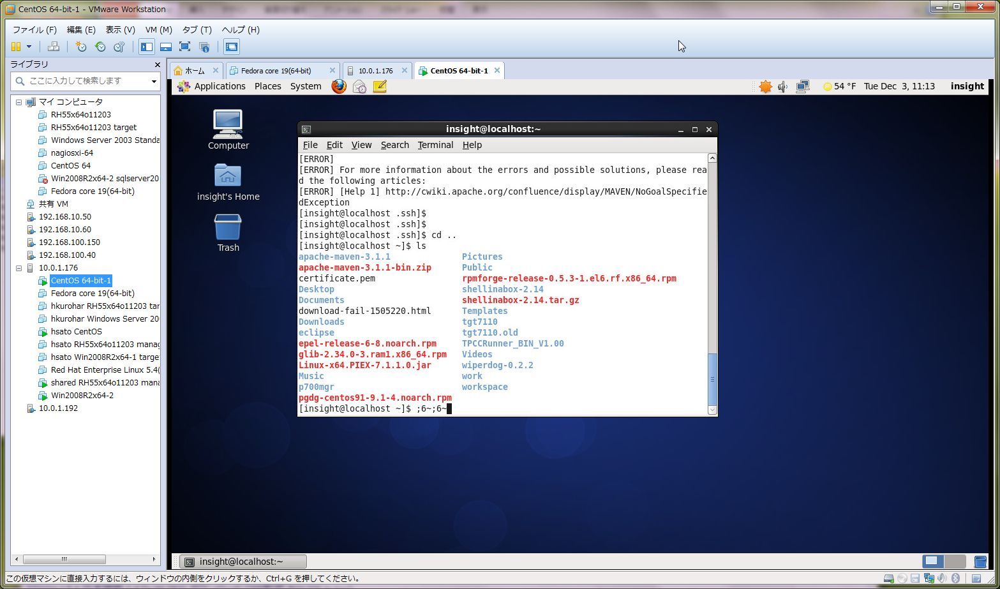 CentOS 64-bit-1 - VMware Workstation
ファイル (F) 編集 (E) 表示 (V) VM (M) タブ (T) ヘルプ (H)
ライブラリ
ここに入力して検索します
マイ コンピュータ
RH55x64o11203
RH55x64o11203 target
Windows Server 2003 Standa
nagiosxi-64
CentOS 64
Win2008R2x64-2 sqlserver20
Fedora core 19(64-bit)
共有 VM
192.168.10.50
192.168.10.60
192.168.100.150
192.168.100.40
10.0.1.176
CentOS 64-bit-1
Fedora core 19(64-bit)
hkurohar RH55x64o11203 tar
hkurohar Windows Server 20
hsato CentOS
hsato RH55x64o11203 manag
hsato Win2008R2x64-1 targe
Red Hat Enterprise Linux 5.4(
shared RH55x64o11203 mana
Win2008R2x64-2
10.0.1.192
ホーム Fedora core 19(64-bit) 10.0.1.176 CentOS 64-bit-1
Applications Places System 54 °F Tue Dec 3, 11:13 insight
Computer
insight's Home
Trash
insight@localhost:~
File Edit View Search Terminal Help
[ERROR]
[ERROR] For more information about the errors and possible solutions, please rea
d the following articles:
[ERROR] [Help 1] http://cwiki.apache.org/confluence/display/MAVEN/NoGoalSpecifie
dException
[insight@localhost .ssh]$
[insight@localhost .ssh]$
[insight@localhost .ssh]$ cd ..
[insight@localhost ~]$ ls
apache-maven-3.1.1 Pictures
apache-maven-3.1.1-bin.zip Public
certificate.pem rpmforge-release-0.5.3-1.el6.rf.x86_64.rpm
Desktop shellinabox-2.14
Documents shellinabox-2.14.tar.gz
download-fail-1505220.html Templates
Downloads tgt7110
eclipse tgt7110.old
epel-release-6-8.noarch.rpm TPCCRunner_BIN_V1.00
glib-2.34.0-3.ram1.x86_64.rpm Videos
Linux-x64.PIEX-7.1.1.0.jar wiperdog-0.2.2
Music work
p700mgr workspace
pgdg-centos91-9.1-4.noarch.rpm
[insight@localhost ~]$ ;6~;6~
insight@localhost:~
この仮想マシンに直接入力するには、ウィンドウの内側をクリックするか、Ctrl+G を押してください。